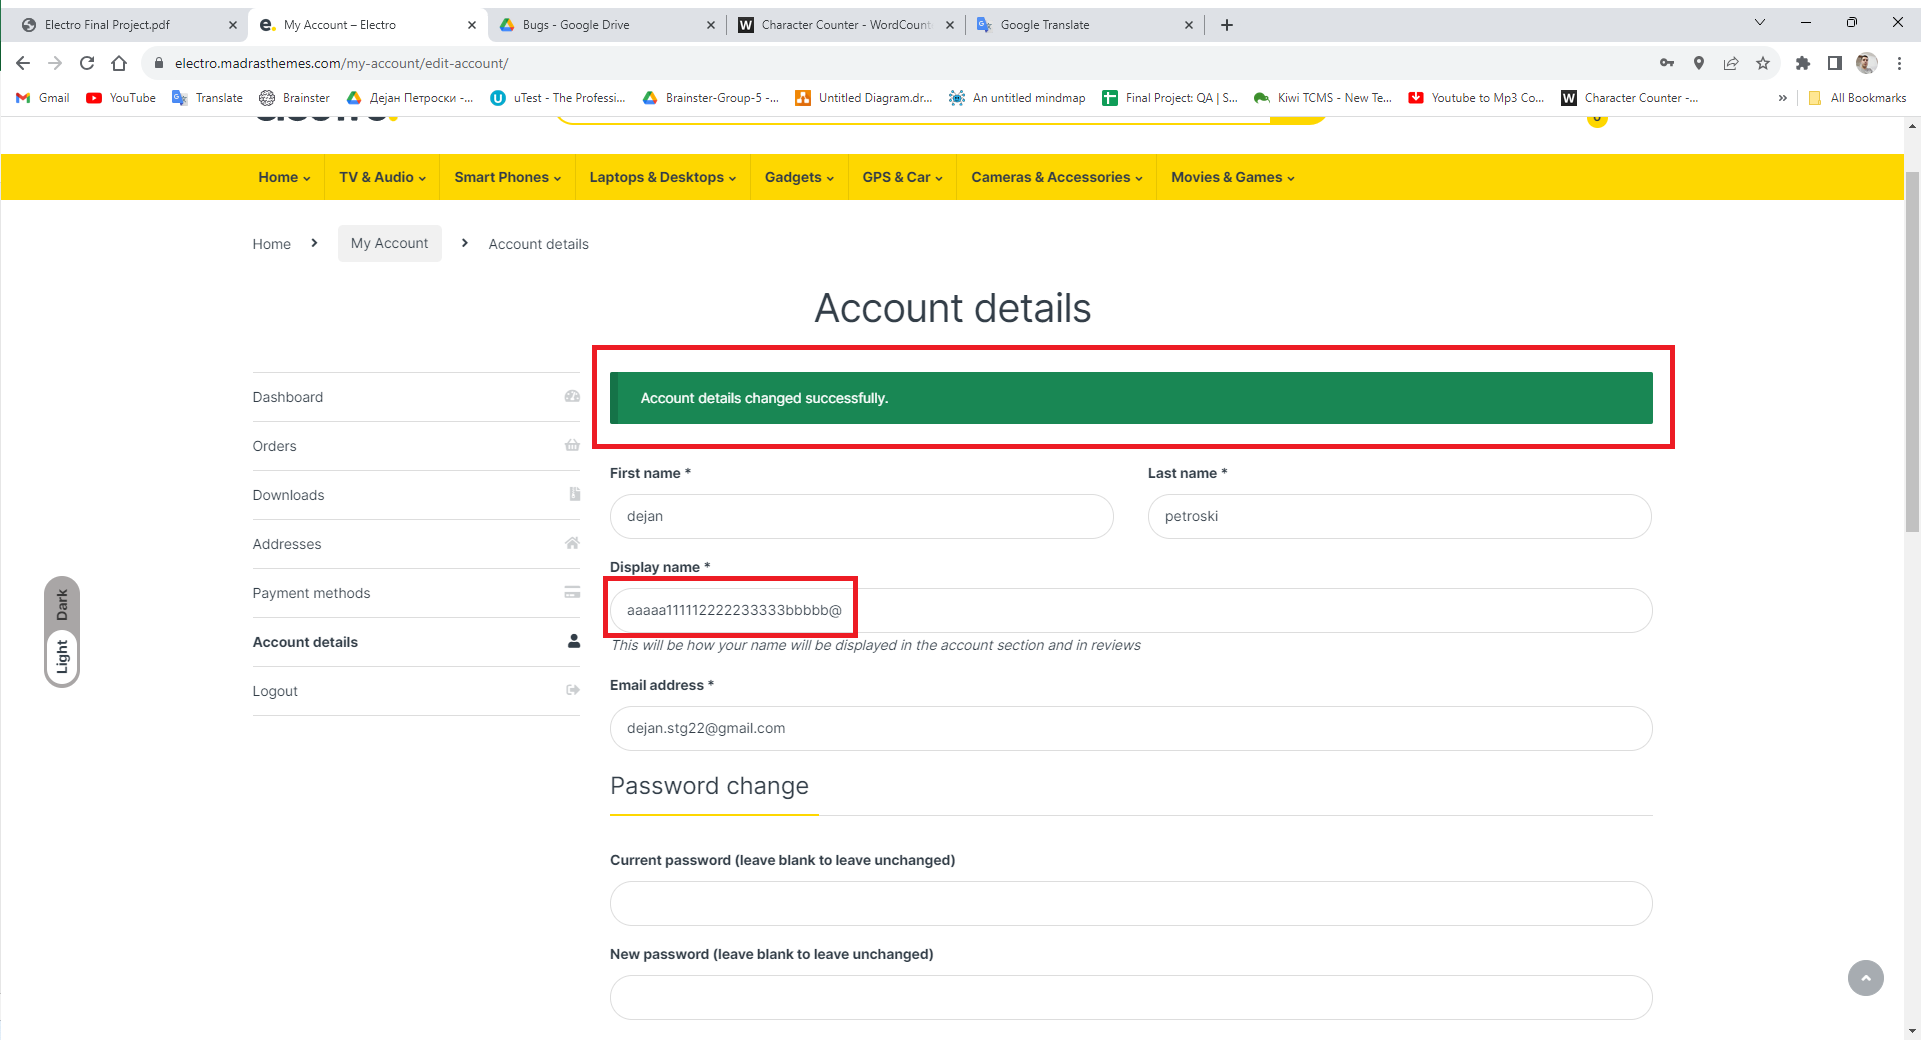 Electro Final Project.pdf
My Account – Electro
Bugs - Google Drive
Character Counter - WordCount
Google Translate
electro.madrasthemes.com/my-account/edit-account/
Gmail
YouTube
Translate
Brainster
Дејан Петроски -...
uTest - The Professi...
Brainster-Group-5 -...
Untitled Diagram.dr...
An untitled mindmap
Final Project: QA | S...
Kiwi TCMS - New Te...
Youtube to Mp3 Co...
Character Counter -...
»
All Bookmarks
Home
TV & Audio
Smart Phones
Laptops & Desktops
Gadgets
GPS & Car
Cameras & Accessories
Movies & Games
Home
My Account
Account details
Account details
Dashboard
Orders
Downloads
Addresses
Payment methods
Account details
Logout
Dark
Light
Account details changed successfully.
First name *
Last name *
dejan
petroski
Display name *
aaaaa111112222233333bbbbb@
This will be how your name will be displayed in the account section and in reviews
Email address *
dejan.stg22@gmail.com
Password change
Current password (leave blank to leave unchanged)
New password (leave blank to leave unchanged)